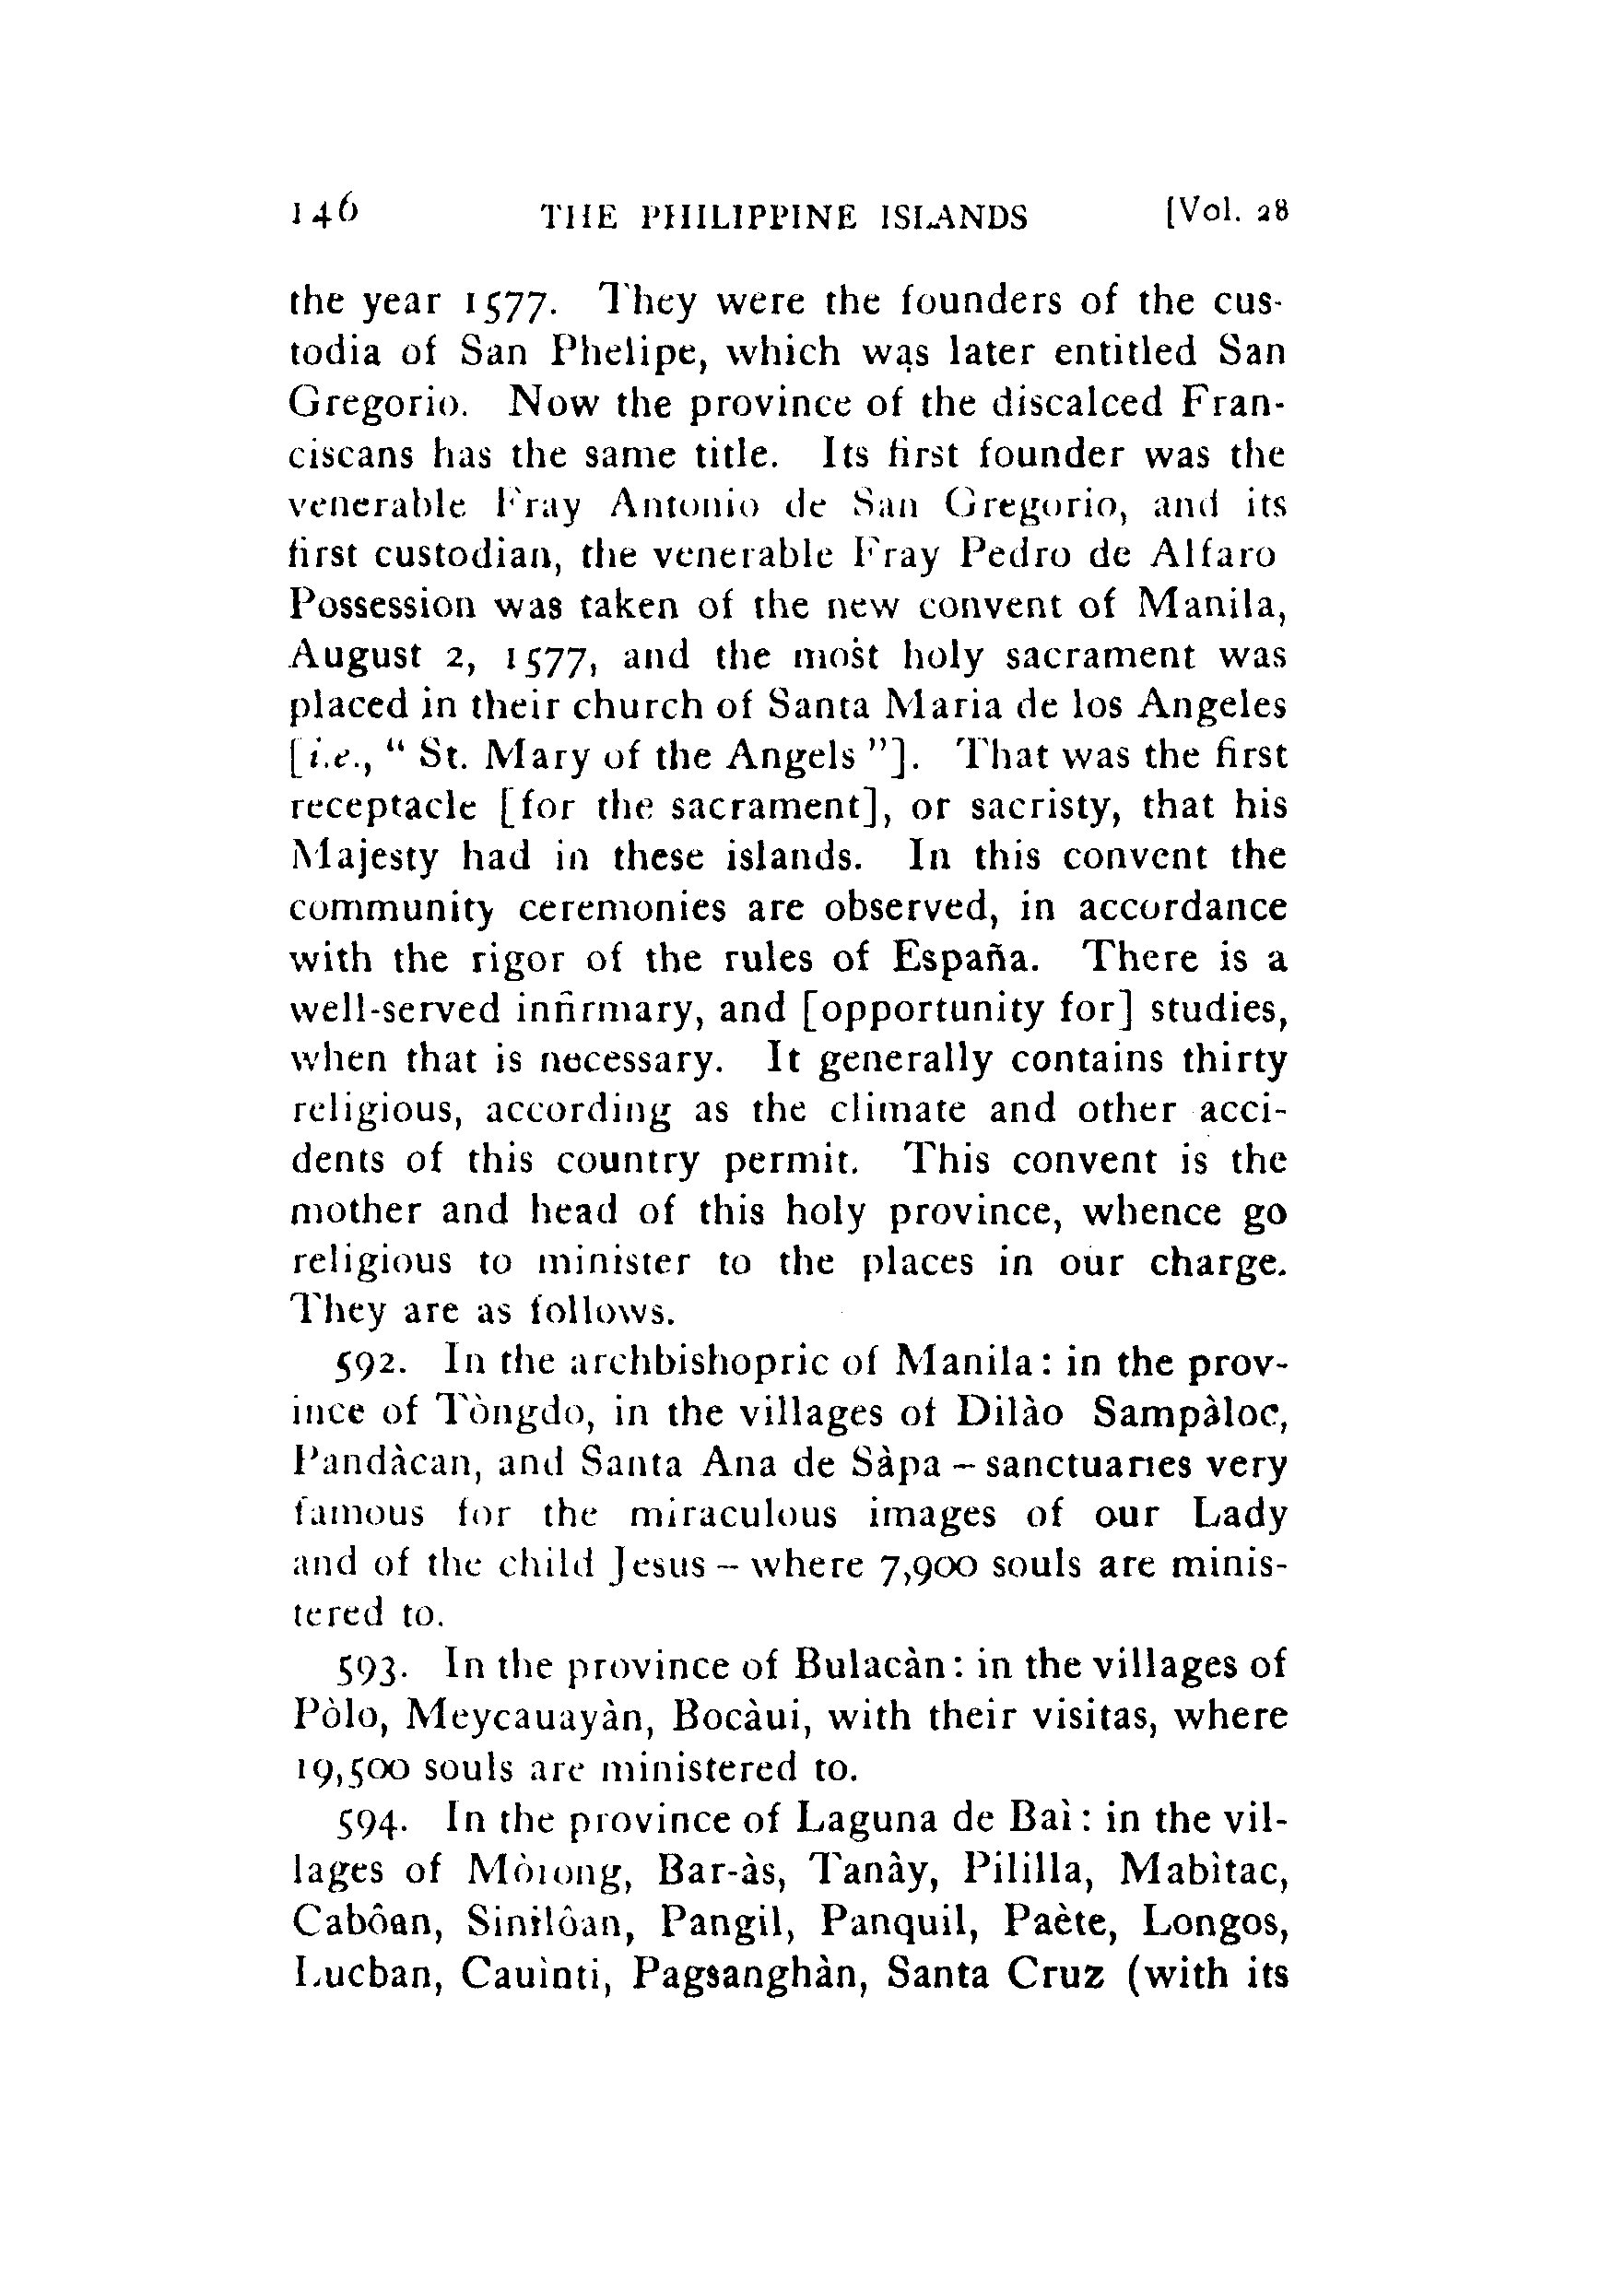 146 THE PHILIPPINE ISLANDS [Vol. 28
the year 1577. They were the founders of the cus-
todia of San Phelipe, which was later entitled San
Gregorio. Now the province of the discalced Fran-
ciscans has the same title. Its first founder was the
venerable Fray Antonio de San Gregorio, and its
first custodian, the venerable Fray Pedro de Alfaro
Possession was taken of the new convent of Manila,
August 2, 1577, and the most holy sacrament was
placed in their church of Santa Maria de los Angeles
[i.e., " St. Mary of the Angels "]. That was the first
receptacle [for the sacrament], or sacristy, that his
Majesty had in these islands. In this convent the
community ceremonies are observed, in accordance
with the rigor of the rules of España. There is a
well-served infirmary, and [opportunity for] studies,
when that is necessary. It generally contains thirty
religious, according as the climate and other acci-
dents of this country permit. This convent is the
mother and head of this holy province, whence go
religious to minister to the places in our charge.
They are as follows.
592. In the archbishopric of Manila: in the prov-
ince of Tòngdo, in the villages of Dilào Sampàloc,
Pandàcan, and Santa Ana de Sàpa – sanctuaries very
famous for the miraculous images of our Lady
and of the child Jesus – where 7,900 souls are minis-
tered to.
593. In the province of Bulacàn: in the villages of
Pòlo, Meycauayàn, Bocàui, with their visitas, where
19,500 souls are ministered to.
594. In the province of Laguna de Baì: in the vil-
lages of Mòrong, Bar-às, Tanày, Pililla, Mabìtac,
Cabôan, Sinilôan, Pangil, Panquil, Paète, Longos,
Lucban, Cauìnti, Pagsanghàn, Santa Cruz (with its